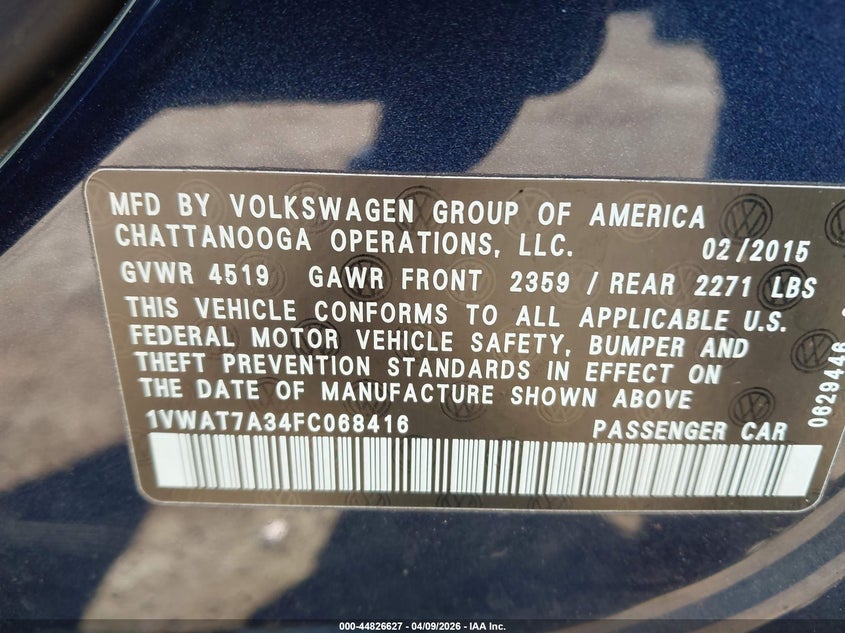 MFD BY VOLKSWAGEN GROUP OF AMERICA
CHATTANOOGA OPERATIONS, LLC. 02/2015
GVWR 4519 GAWR FRONT 2359 / REAR 2271 LBS
THIS VEHICLE CONFORMS TO ALL APPLICABLE U.S.
FEDERAL MOTOR VEHICLE SAFETY, BUMPER AND
THEFT PREVENTION STANDARDS IN EFFECT ON
THE DATE OF MANUFACTURE SHOWN ABOVE
1VWAT7A34FC068416 PASSENGER CAR
0629446
000-44826627 - 04/09/2026 - IAA Inc.